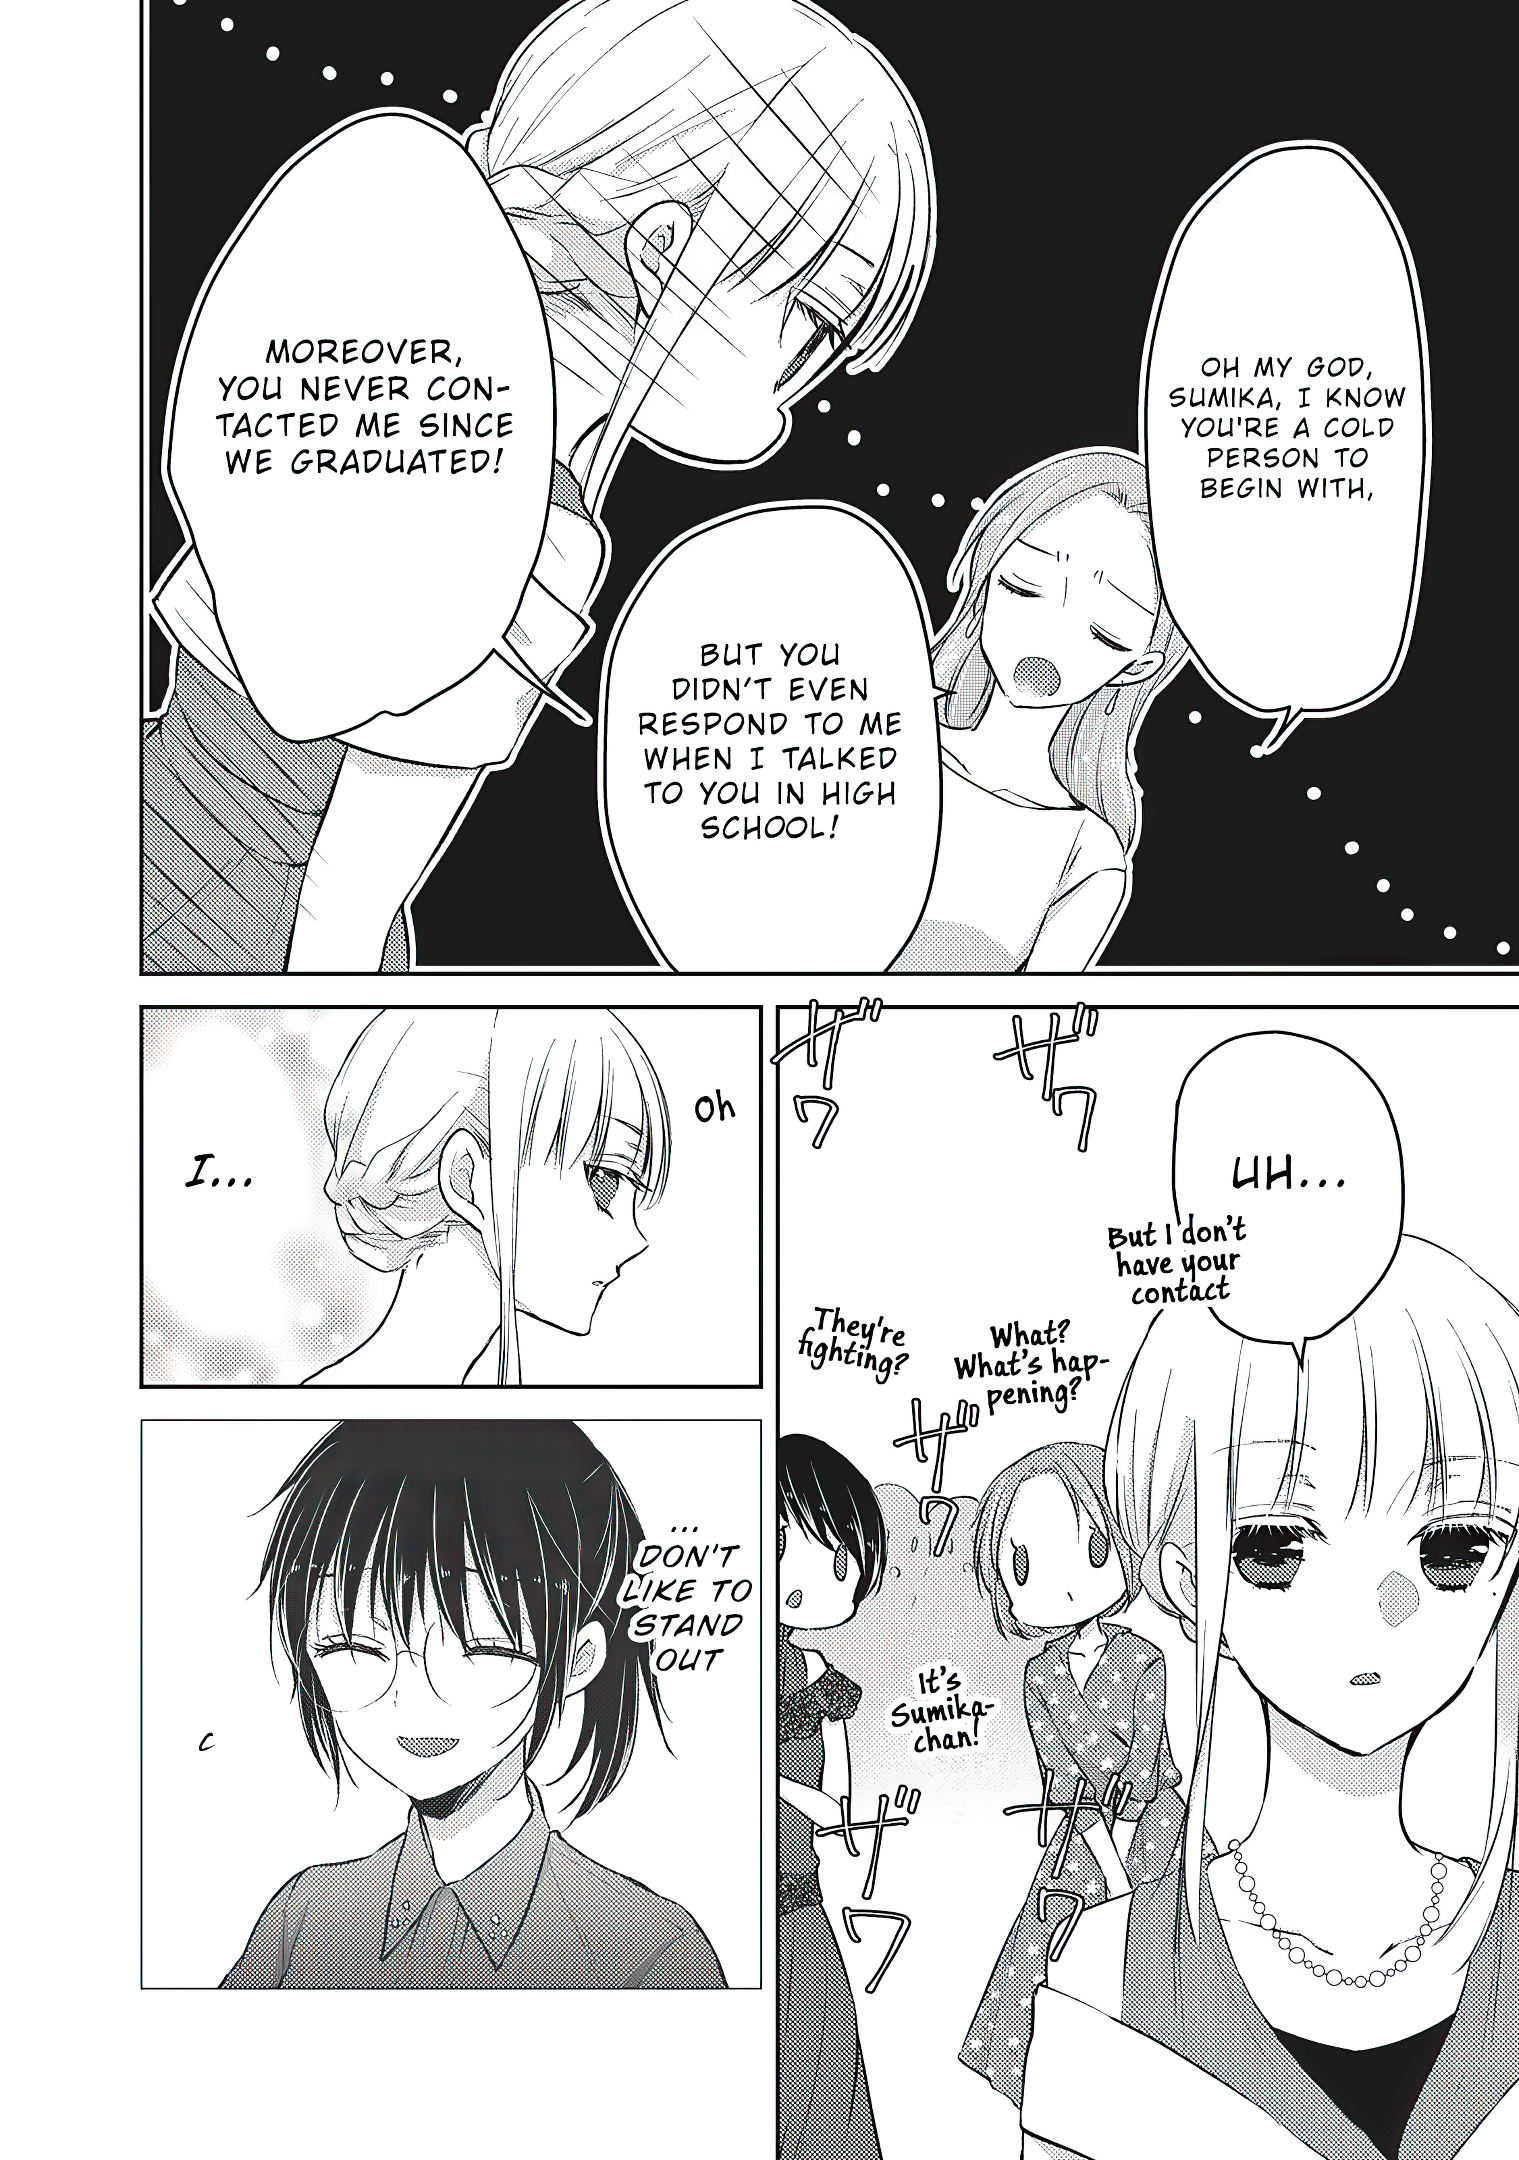 OH MY GOD,
SUMIKA, I KNOW
YOU'RE A COLD
PERSON TO
BEGIN WITH,
BUT YOU
DIDN'T EVEN
RESPOND TO ME
WHEN I TALKED
TO YOU IN HIGH
SCHOOL!
MOREOVER,
YOU NEVER CON-
TACTED ME SINCE
WE GRADUATED!
UH...
But I don't
have your
contact
What?
What's hap-
pening?
They're
fighting?
It's
Sumika-
chan!
ザワ
ザワ
ザワ
ザワ
ザワ
Oh
I...
...
DON'T
LIKE TO
STAND
OUT